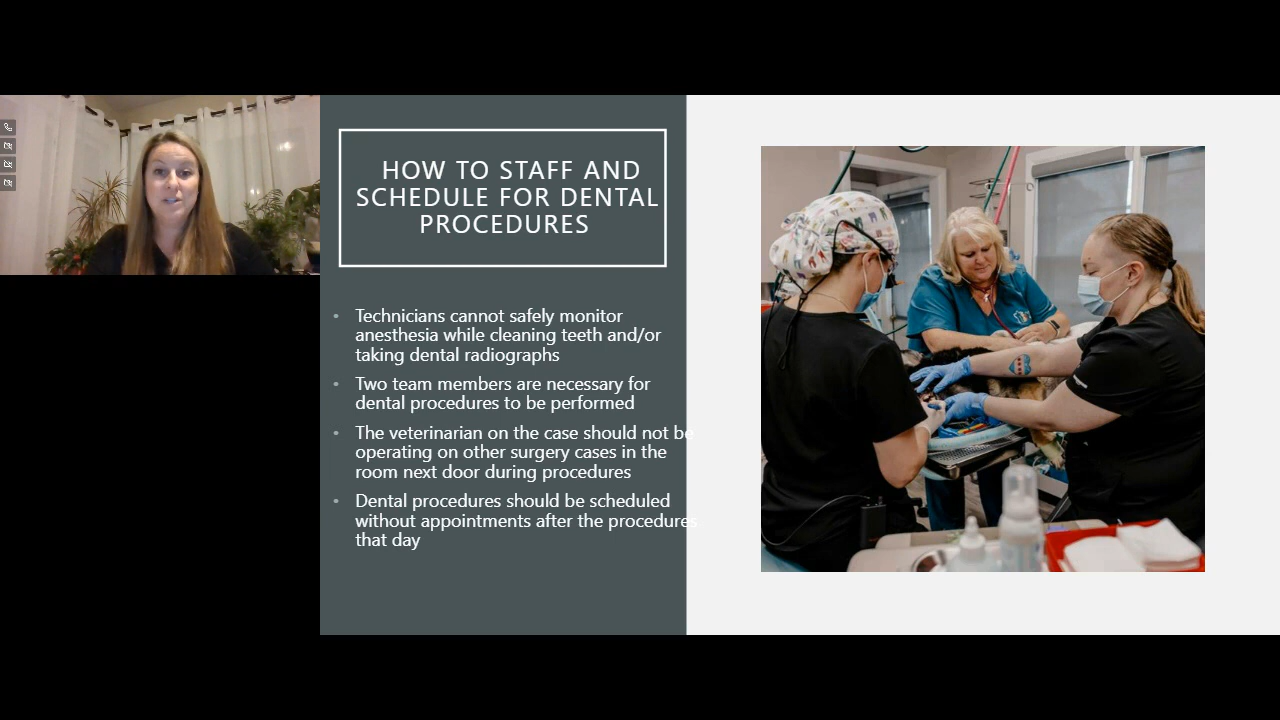 HOW TO STAFF AND
SCHEDULE FOR DENTAL
PROCEDURES
• Technicians cannot safely monitor
anesthesia while cleaning teeth and/or
taking dental radiographs
• Two team members are necessary for
dental procedures to be performed
• The veterinarian on the case should not be
operating on other surgery cases in the
room next door during procedures
• Dental procedures should be scheduled
without appointments after the procedures
that day